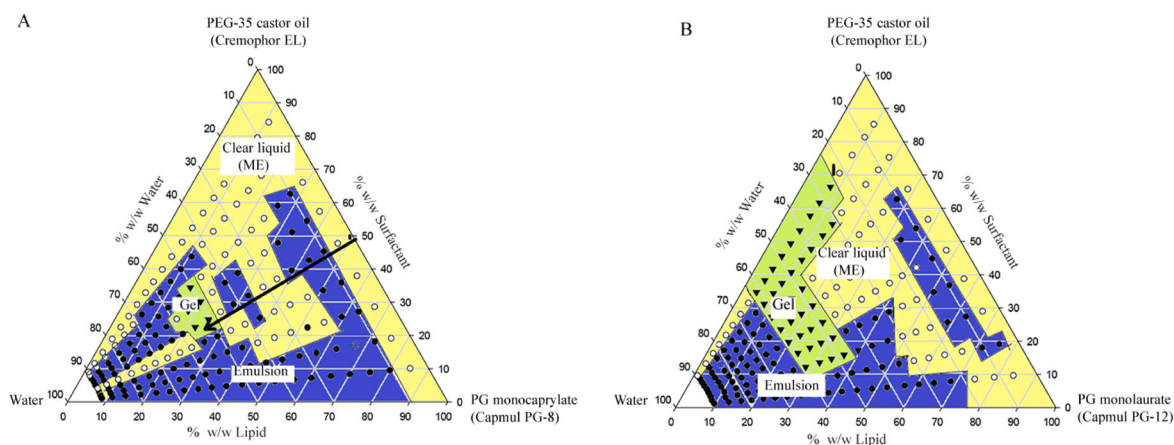 A
PEG-35 castor oil
(Cremophor EL)
0
100
10
90
20
80
30
Clear liquid
(ME)
70
40
60
% w/w Water
% w/w Surfactant
50
50
60
40
70
Gel
30
80
20
90
Emulsion
10
Water
100
0
0
10
20
30
40
50
60
70
80
90
100
PG monocaprylate
(Capmul PG-8)
% w/w Lipid
B
PEG-35 castor oil
(Cremophor EL)
0
100
10
90
20
80
30
70
40
60
% w/w Water
% w/w Surfactant
50
50
Clear liquid
(ME)
60
40
70
Gel
30
80
20
90
Emulsion
10
Water
100
0
0
10
20
30
40
50
60
70
80
90
100
PG monolaurate
(Capmul PG-12)
% w/w Lipid